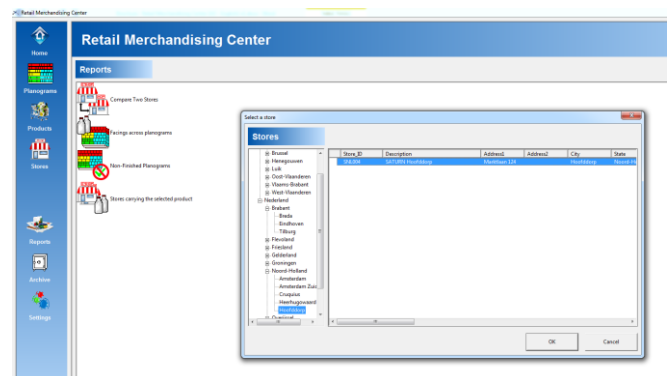 Retail Merchandising Center
Home
Planograms
Products
Stores
Reports
Archive
Settings
Retail Merchandising Center
Reports
Compare Two Stores
Facings across planograms
Non-Finished Planograms
Stores carrying the selected product
Select a store
Stores
Brussel
Henegouwen
Luik
Oost-Vlaanderen
Vlaams-Brabant
West-Vlaanderen
Nederland
Brabant
Breda
Eindhoven
Tilburg
Flevoland
Friesland
Gelderland
Groningen
Noord-Holland
Amsterdam
Amsterdam Zuid
Cruquius
Heerhugowaard
Hoofddorp
Store_ID Description Address1 Address2 City State
SATURN Hoofddorp Marktlaan 124 Hoofddorp Noord-H
OK Cancel